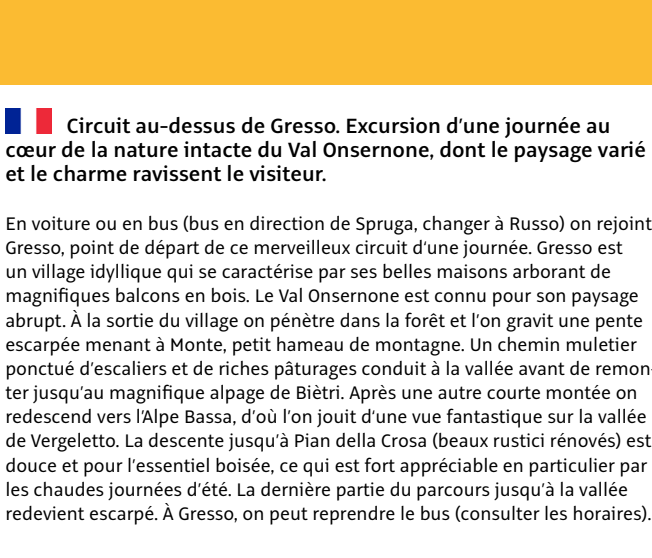 Circuit au-dessus de Gresso. Excursion d'une journée au
cœur de la nature intacte du Val Onsernone, dont le paysage varié
et le charme ravissent le visiteur.
En voiture ou en bus (bus en direction de Spruga, changer à Russo) on rejoint
Gresso, point de départ de ce merveilleux circuit d'une journée. Gresso est
un village idyllique qui se caractérise par ses belles maisons arborant de
magnifiques balcons en bois. Le Val Onsernone est connu pour son paysage
abrupt. À la sortie du village on pénètre dans la forêt et l'on gravit une pente
escarpée menant à Monte, petit hameau de montagne. Un chemin muletier
ponctué d'escaliers et de riches pâturages conduit à la vallée avant de remon-
ter jusqu'au magnifique alpage de Biètri. Après une autre courte montée on
redescend vers l'Alpe Bassa, d'où l'on jouit d'une vue fantastique sur la vallée
de Vergeletto. La descente jusqu'à Pian della Crosa (beaux rustici rénovés) est
douce et pour l'essentiel boisée, ce qui est fort appréciable en particulier par
les chaudes journées d'été. La dernière partie du parcours jusqu'à la vallée
redevient escarpé. À Gresso, on peut reprendre le bus (consulter les horaires).